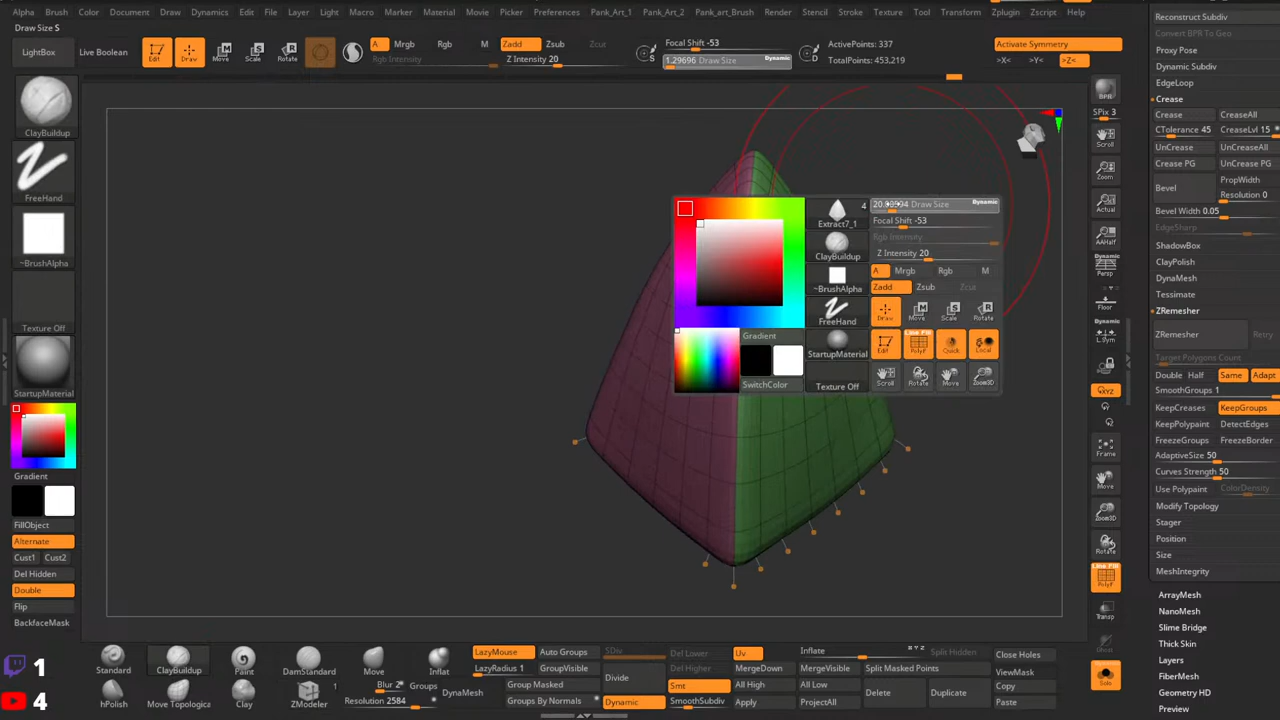 Alpha Brush Color Document Draw Dynamics Edit File Layer Light Macro Marker Material Movie Picker Preferences Pank_Art_1 Pank_Art_2 Pank_art_Brush Render Stencil Stroke Texture Tool Transform Zplugin Zscript Help
Draw Size S
LightBox
Live Boolean
Edit Draw Move Scale Rotate
A Mrgb Rgb M
Rgb Intensity
Zadd Zsub Zcut
Z Intensity 20
Focal Shift -53
1.29696 Draw Size
Dynamic
ActivePoints: 337
TotalPoints: 453,219
Activate Symmetry
>X< >Y< >Z<
ClayBuildup
FreeHand
~BrushAlpha
Texture Off
StartupMaterial
Gradient
FillObject
Alternate
Cust1 Cust2
Del Hidden
Double
Flip
BackfaceMask
1
4
4
Extract7_1
ClayBuildup
~BrushAlpha
FreeHand
StartupMaterial
Texture Off
Gradient
SwitchColor
Draw Size
Dynamic
Focal Shift -53
Rgb Intensity
Z Intensity 20
A Mrgb Rgb M
Zadd Zsub Zcut
Draw Move Scale Rotate
Line Fill
Edit PolyF Quick Local
Scroll Rotate Move Zoom3D
BPR
SPix 3
Scroll
Zoom
Actual
AAHalf
Dynamic
Persp
Floor
Dynamic
L.Sym
Xyz
Frame
Move
Zoom3D
Rotate
Line Fill
PolyF
Transp
Ghost
Dynamic
Solo
Reconstruct Subdiv
Convert BPR To Geo
Proxy Pose
Dynamic Subdiv
EdgeLoop
Crease
Crease CreaseAll
CTolerance 45 CreaseLvl 15
UnCrease UnCreaseAll
Crease PG UnCrease PG
Bevel
PropWidth
Resolution 0
Bevel Width 0.05
EdgeSharp
ShadowBox
ClayPolish
DynaMesh
Tessimate
ZRemesher
ZRemesher Retry
Target Polygons Count
Double Half Same Adapt
SmoothGroups 1
KeepCreases KeepGroups
KeepPolypaint DetectEdges
FreezeGroups FreezeBorder
AdaptiveSize 50
Curves Strength 50
Use Polypaint ColorDensity
Modify Topology
Stager
Position
Size
MeshIntegrity
ArrayMesh
NanoMesh
Slime Bridge
Thick Skin
Layers
FiberMesh
Geometry HD
Preview
Standard ClayBuildup Paint DamStandard Move Inflat
hPolish Move Topologica Clay ZModeler
1
Blur 2 Groups
DynaMesh
Resolution 2584
LazyMouse
LazyRadius 1
Auto Groups
GroupVisible
Group Masked
Groups By Normals
SDiv
Divide
Dynamic
Del Lower
Del Higher
Smt
SmoothSubdiv
Uv
MergeDown
All High
Apply
Inflate
X Y Z
MergeVisible
All Low
ProjectAll
Split Hidden
Split Masked Points
Delete
Duplicate
Close Holes
ViewMask
Copy
Paste